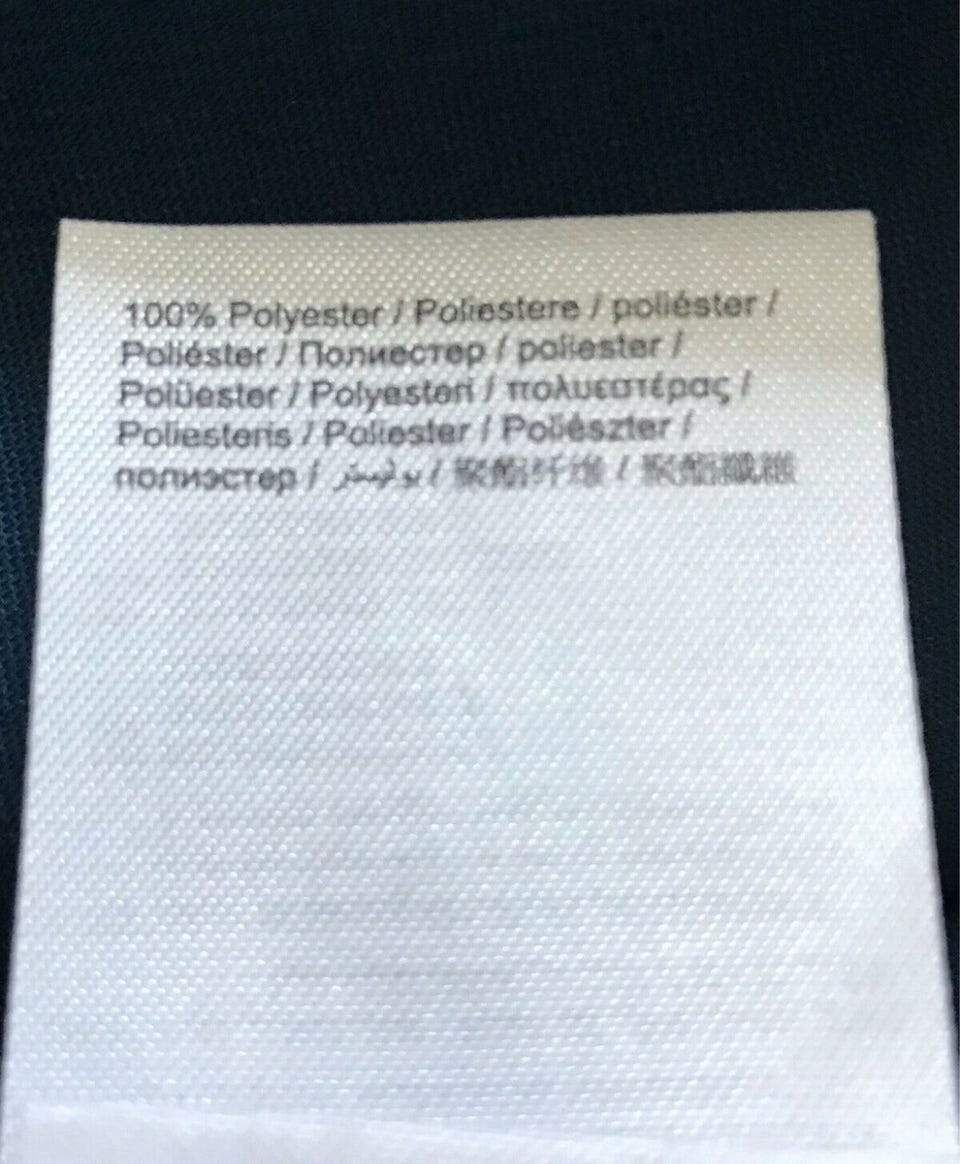 100% Polyester / Poliestere / poliéster /
Poliéster / Полиестер / poliester /
Polüester / Polyesteri / πολυεστέρας /
Poliesteris / Poliester / Poliészter /
полиэстер / بوليستر / 聚酯纤维 / 聚酯纖維